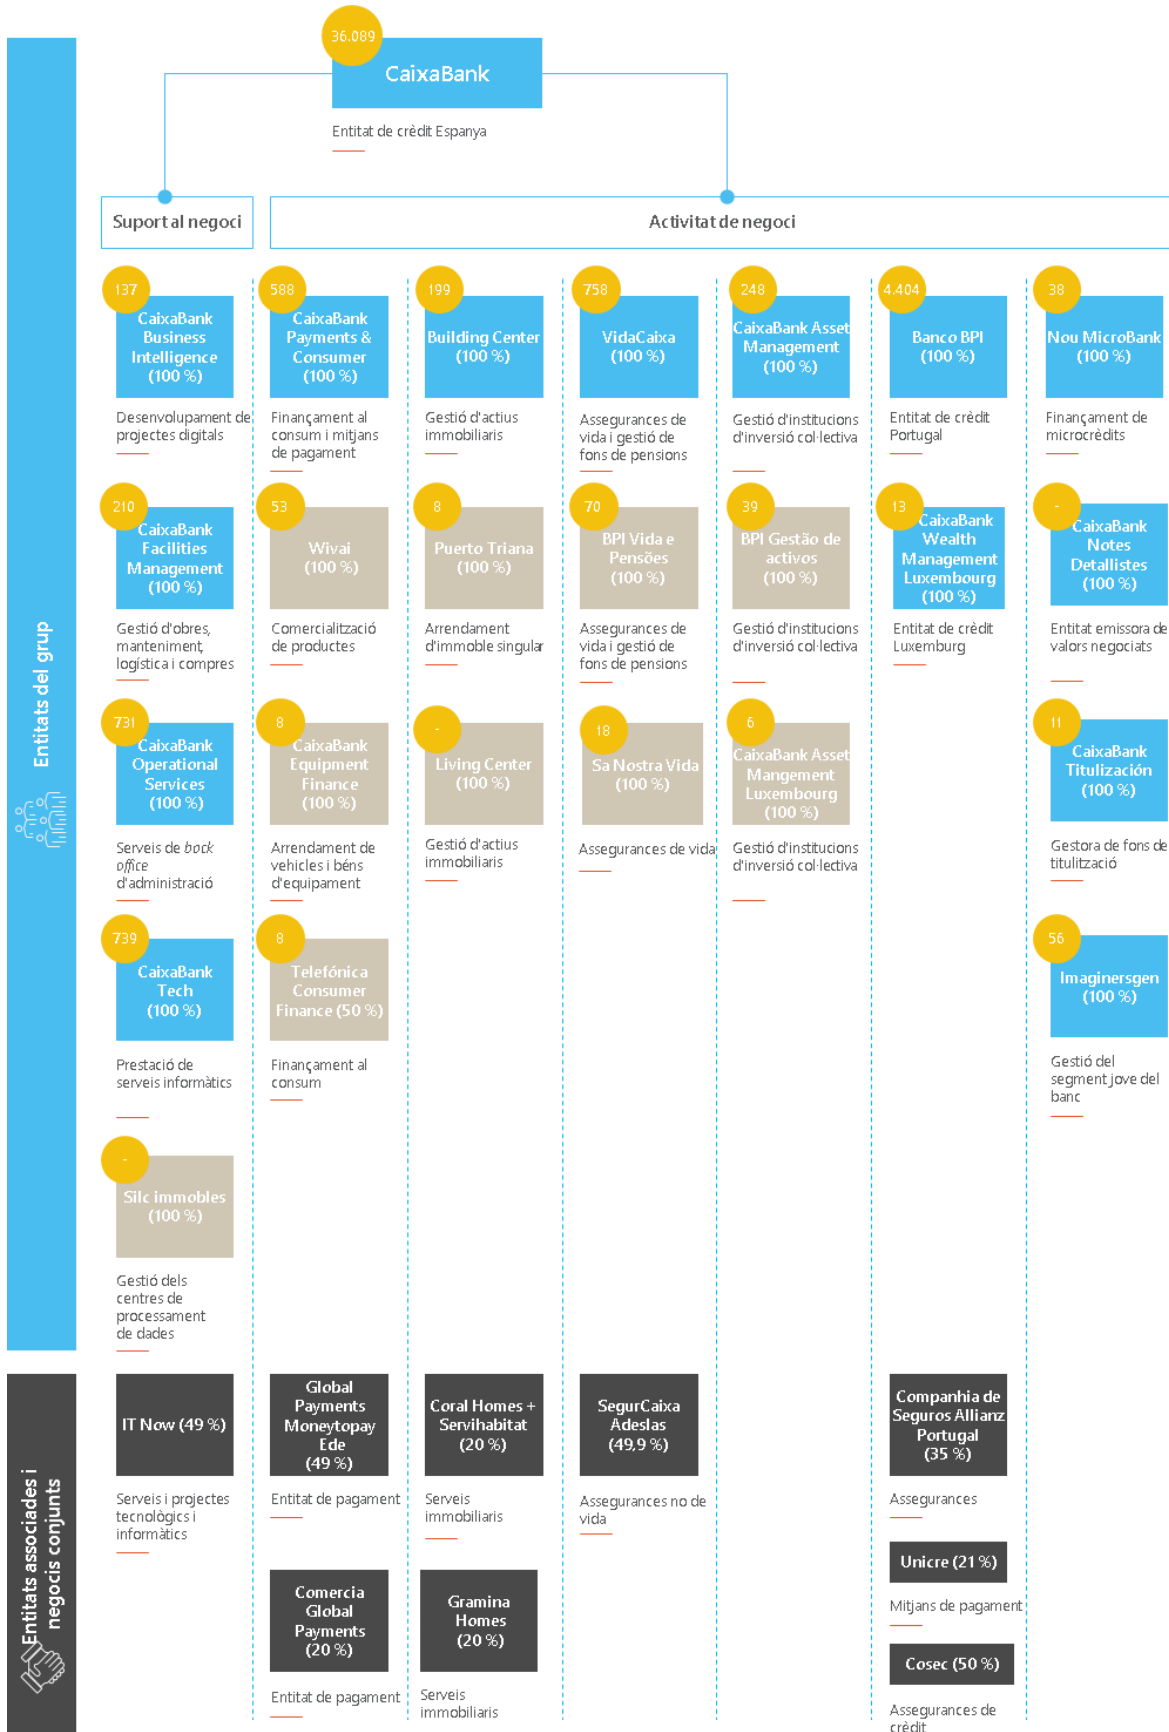 36.089
CaixaBank
Entitat de crèdit Espanya
Suport al negoci
Activitat de negoci
Entitats del grup
137
CaixaBank
Business
Intelligence
(100 %)
Desenvolupament de
projectes digitals
588
CaixaBank
Payments &
Consumer
(100 %)
Finançament al
consum i mitjans
de pagament
199
Building Center
(100 %)
Gestió d'actius
immobiliaris
758
VidaCaixa
(100 %)
Assegurances de
vida i gestió de
fons de pensions
248
CaixaBank Asset
Management
(100 %)
Gestió d'institucions
d'inversió col·lectiva
4.404
Banco BPI
(100 %)
Entitat de crèdit
Portugal
38
Nou MicroBank
(100 %)
Finançament de
microcrèdits
210
CaixaBank
Facilities
Management
(100 %)
Gestió d'obres,
manteniment,
logística i compres
53
Wivai
(100 %)
Comercialització
de productes
8
Puerto Triana
(100 %)
Arrendament
d'immoble singular
70
BPI Vida e
Pensões
(100 %)
Assegurances de
vida i gestió de
fons de pensions
39
BPI Gestão de
activos
(100 %)
Gestió d'institucions
d'inversió col·lectiva
13
CaixaBank
Wealth
Management
Luxembourg
(100 %)
Entitat de crèdit
Luxemburg
-
CaixaBank
Notes
Detallistes
(100 %)
Entitat emissora de
valors negociats
731
CaixaBank
Operational
Services
(100 %)
Serveis de back
office
d'administració
8
CaixaBank
Equipment
Finance
(100 %)
Arrendament de
vehicles i béns
d'equipament
-
Living Center
(100 %)
Gestió d'actius
immobiliaris
18
Sa Nostra Vida
(100 %)
Assegurances de vida
6
CaixaBank Asset
Mangement
Luxembourg
(100 %)
Gestió d'institucions
d'inversió col·lectiva
11
CaixaBank
Titulización
(100 %)
Gestora de fons de
titulització
739
CaixaBank
Tech
(100 %)
Prestació de
serveis informàtics
8
Telefónica
Consumer
Finance (50 %)
Finançament al
consum
56
Imaginersgen
(100 %)
Gestió del
segment jove del
banc
-
Silc immobles
(100 %)
Gestió dels
centres de
processament
de dades
Entitats associades i
negocis conjunts
IT Now (49 %)
Serveis i projectes
tecnològics i
informàtics
Global
Payments
Moneytopay
Ede
(49 %)
Entitat de pagament
Coral Homes +
Servihabitat
(20 %)
Serveis
immobiliaris
SegurCaixa
Adeslas
(49,9 %)
Assegurances no de
vida
Companhia de
Seguros Allianz
Portugal
(35 %)
Assegurances
Unicre (21 %)
Mitjans de pagament
Comercia
Global
Payments
(20 %)
Entitat de pagament
Gramina
Homes
(20 %)
Serveis
immobiliaris
Cosec (50 %)
Assegurances de
crèdit